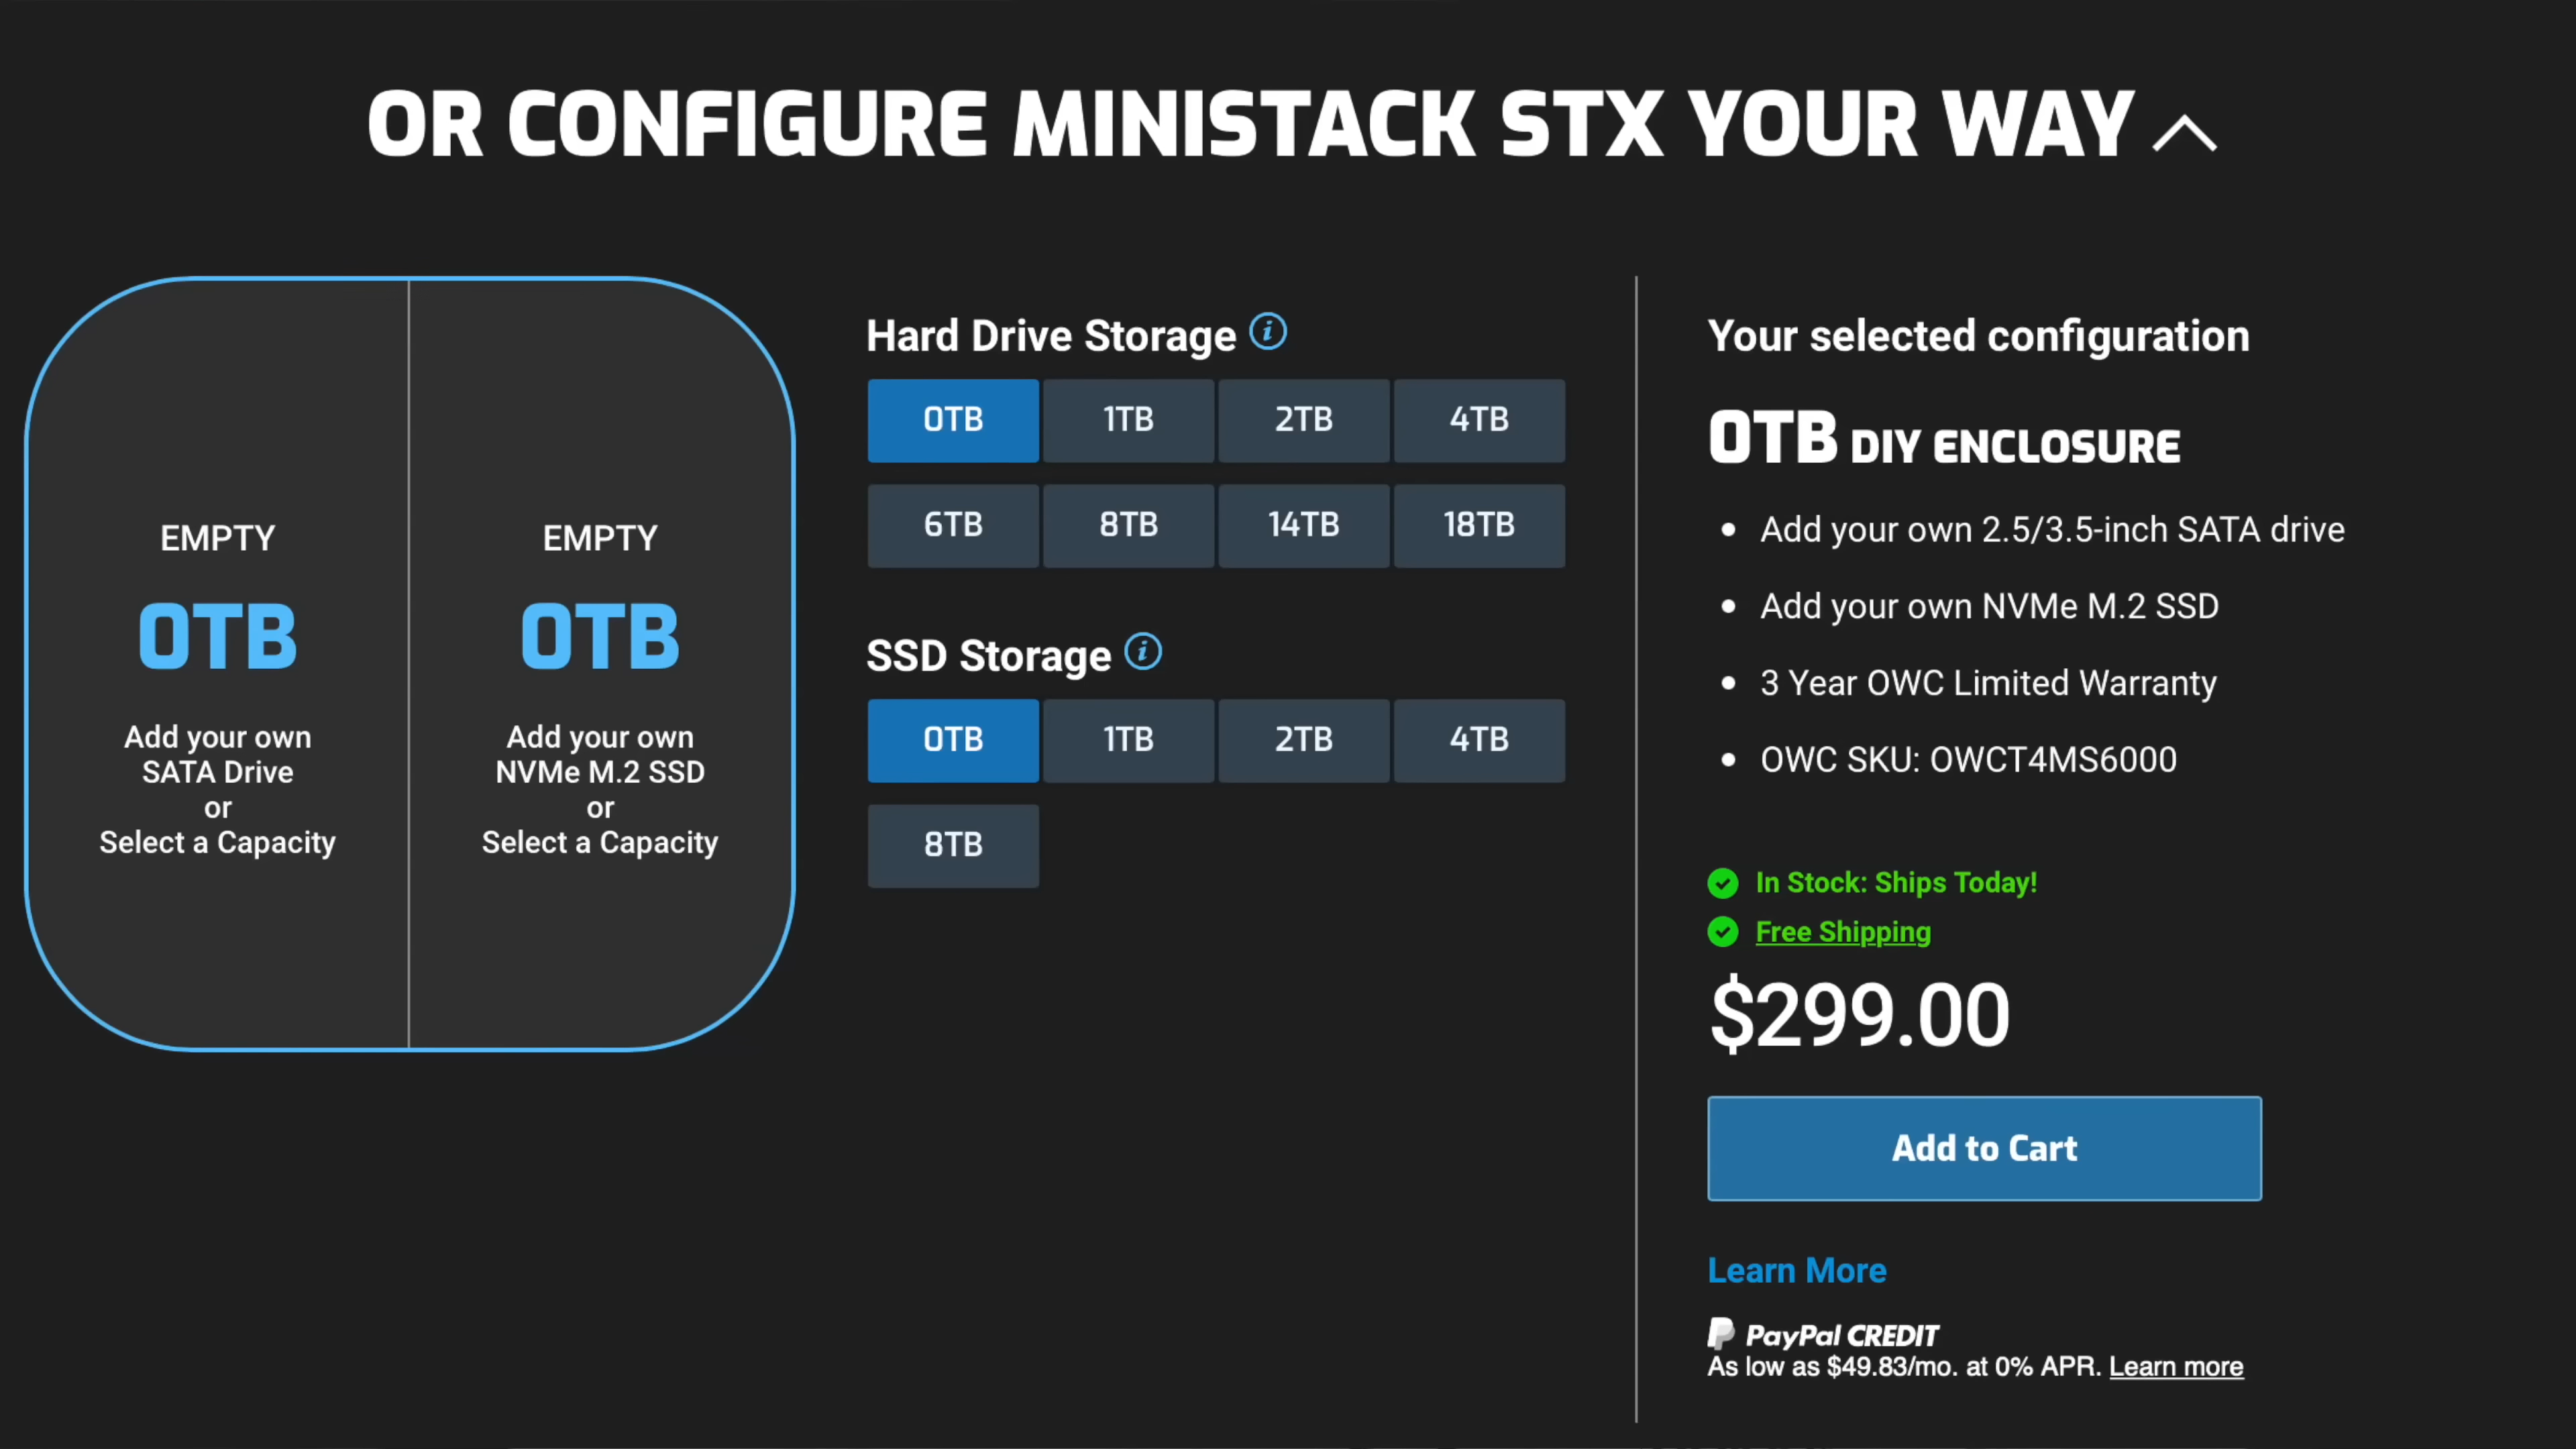 OR CONFIGURE MINISTACK STX YOUR WAY
EMPTY
0TB
Add your own
SATA Drive
or
Select a Capacity
EMPTY
0TB
Add your own
NVMe M.2 SSD
or
Select a Capacity
Hard Drive Storage i
0TB 1TB 2TB 4TB
6TB 8TB 14TB 18TB
SSD Storage i
0TB 1TB 2TB 4TB
8TB
Your selected configuration
0TB DIY ENCLOSURE
• Add your own 2.5/3.5-inch SATA drive
• Add your own NVMe M.2 SSD
• 3 Year OWC Limited Warranty
• OWC SKU: OWCT4MS6000
In Stock: Ships Today!
Free Shipping
$299.00
Add to Cart
Learn More
PayPal CREDIT
As low as $49.83/mo. at 0% APR. Learn more